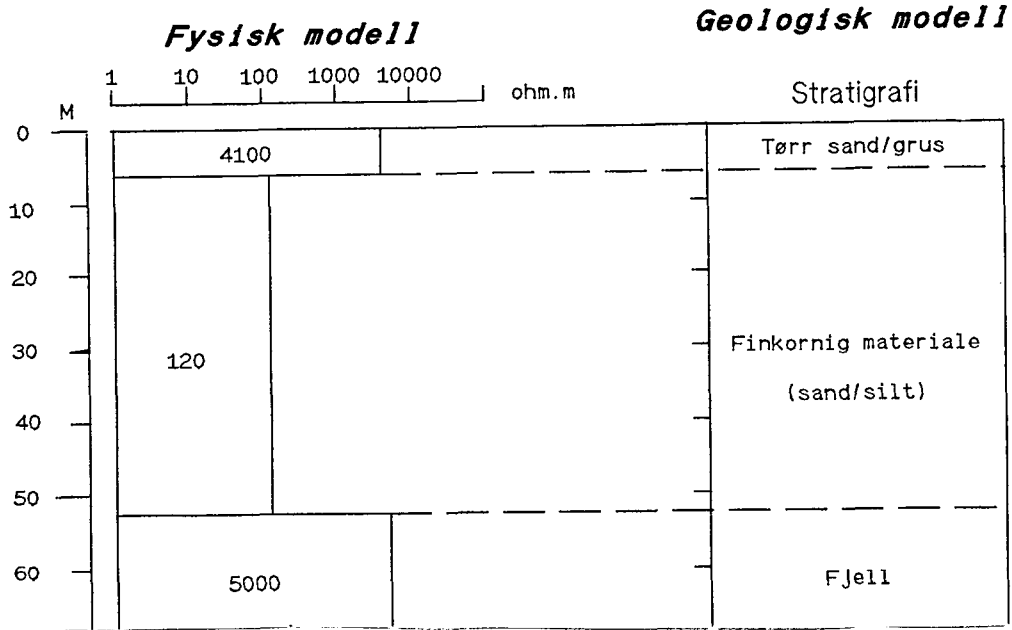 Fysisk modell
Geologisk modell
1 10 100 1000 10000 ohm.m
Stratigrafi
M
0
4100
Tørr sand/grus
10
20
30
120
Finkornig materiale
(sand/silt)
40
50
60
5000
Fjell